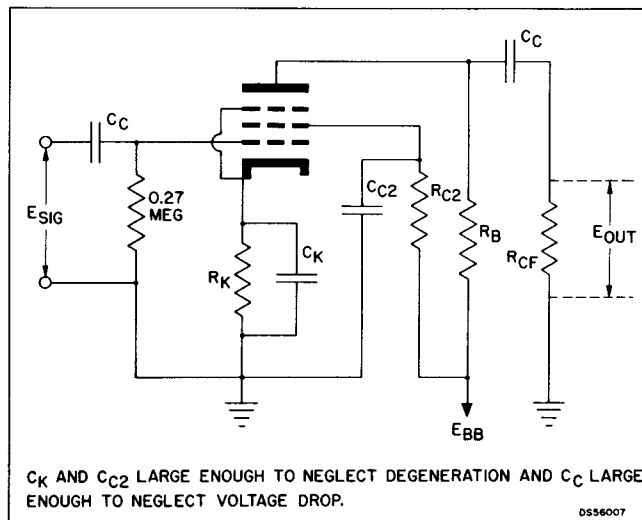 CC
CC
ESIG
0.27
MEG
CC2
RC2
RB
EOUT
RCF
RK
CK
EBB
CK AND CC2 LARGE ENOUGH TO NEGLECT DEGENERATION AND CC LARGE
ENOUGH TO NEGLECT VOLTAGE DROP.
DS56007